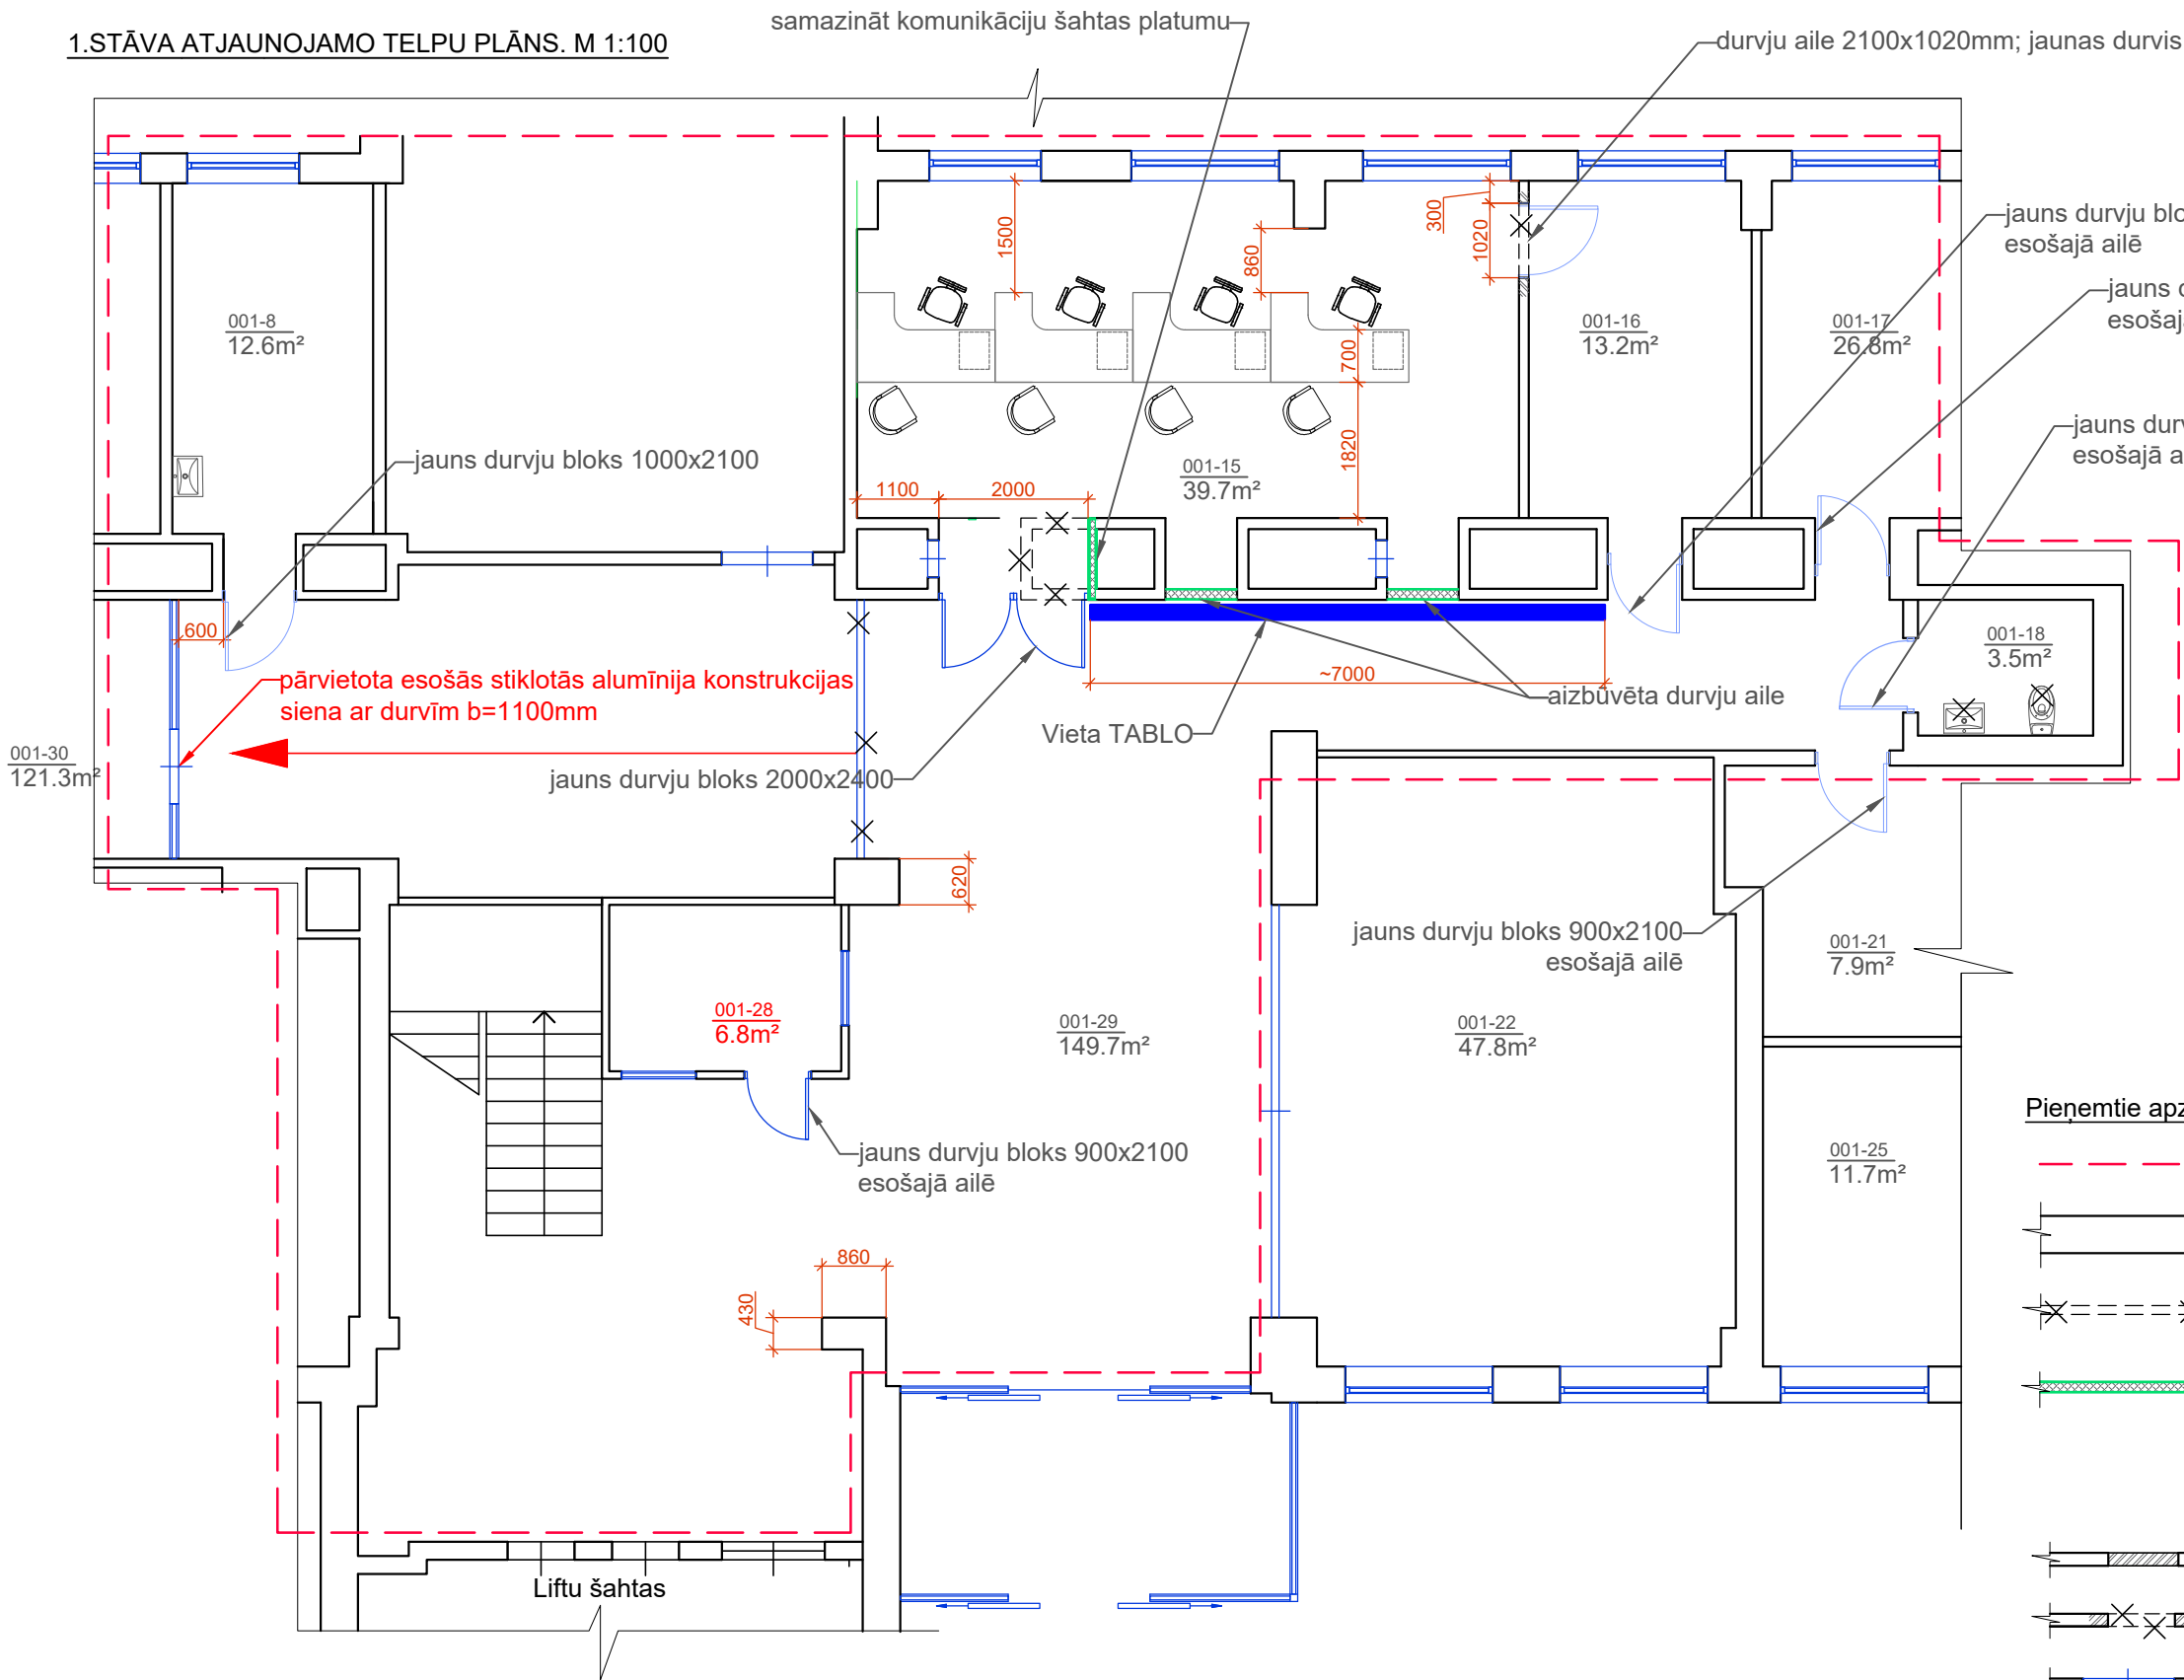 1.STĀVA ATJAUNOJAMO TELPU PLĀNS. M 1:100
samazināt komunikāciju šahtas platumu
durvju aile 2100x1020mm; jaunas durvis
jauns durvju
esošajā ailē
jauns
jauns
esošajā
001-8
12.6m²
1500
860
300
1020
001-16
13.2m²
001-17
26.8m²
700
1820
jauns durvju bloks 1000x2100
001-15
39.7m²
1100
2000
600
pārvietota esošās stiklotās alumīnija konstrukcijas
siena ar durvīm b=1100mm
~7000
001-18
3.5m²
aizbūvēta durvju aile
Vieta TABLO
001-30
121.3m²
jauns durvju bloks 2000x2400
620
jauns durvju bloks 900x2100
esošajā ailē
001-21
7.9m²
001-28
6.8m²
001-29
149.7m²
001-22
47.8m²
Pieņemtie
jauns durvju bloks 900x2100
esošajā ailē
001-25
11.7m²
860
430
Liftu šahtas